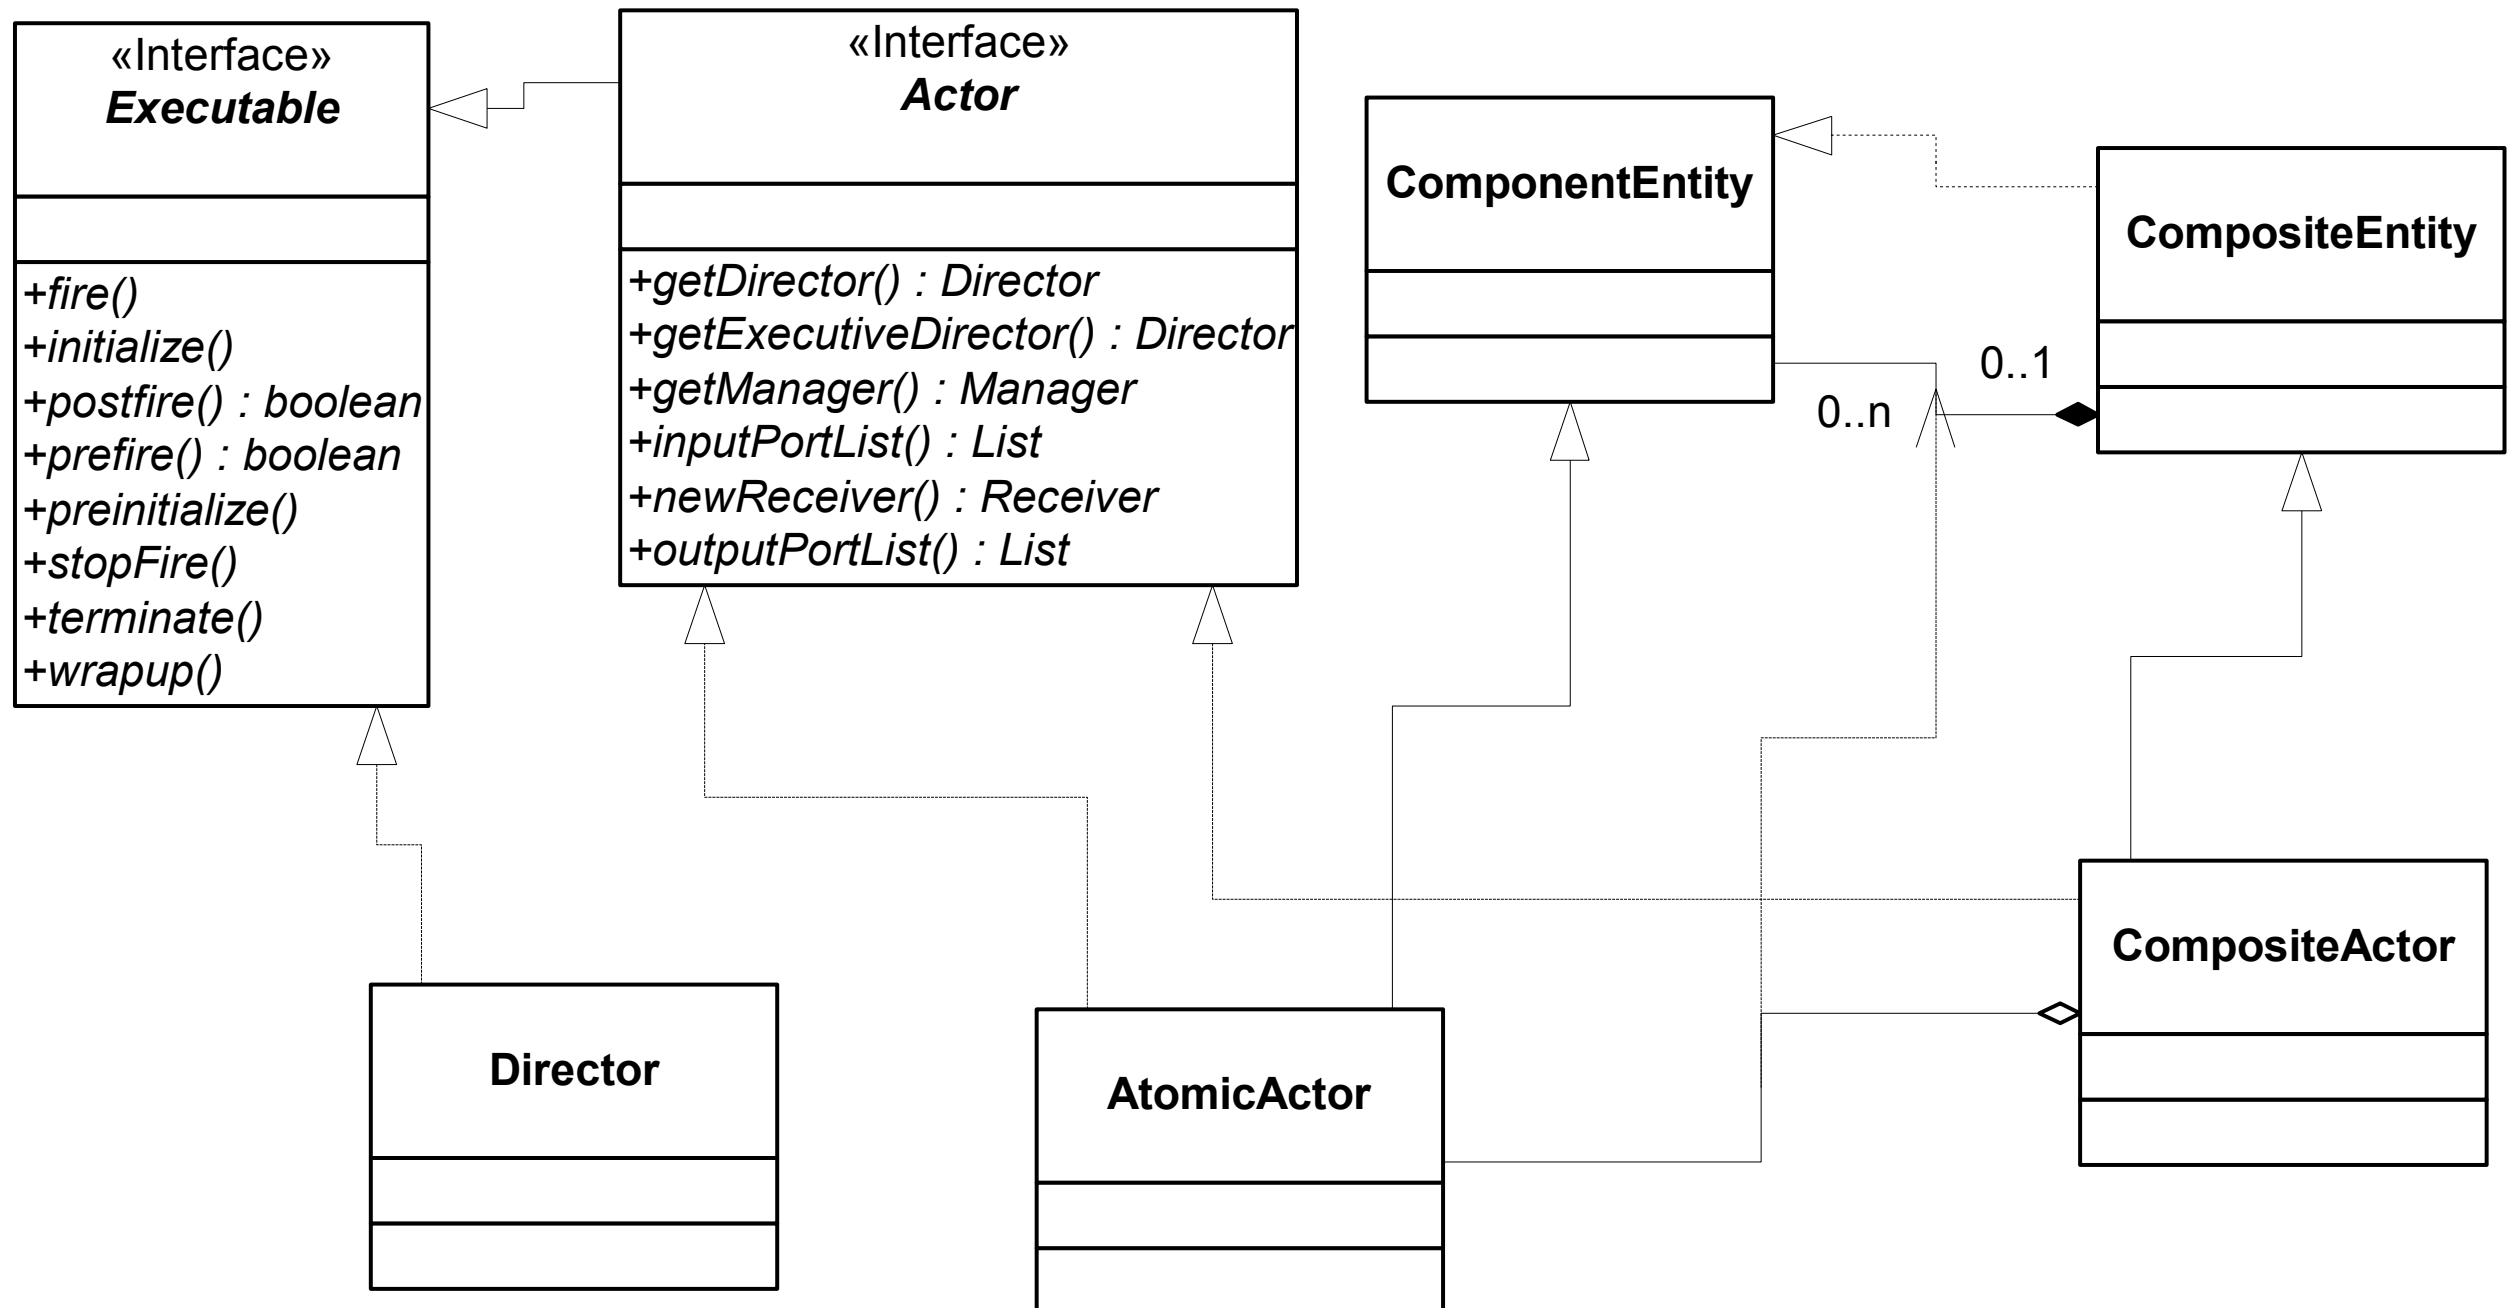 «Interface»
Executable
+fire()
+initialize()
+postfire() : boolean
+prefire() : boolean
+preinitialize()
+stopFire()
+terminate()
+wrapup()
«Interface»
Actor
+getDirector() : Director
+getExecutiveDirector() : Director
+getManager() : Manager
+inputPortList() : List
+newReceiver() : Receiver
+outputPortList() : List
ComponentEntity
CompositeEntity
0..1
0..n
Director
AtomicActor
CompositeActor